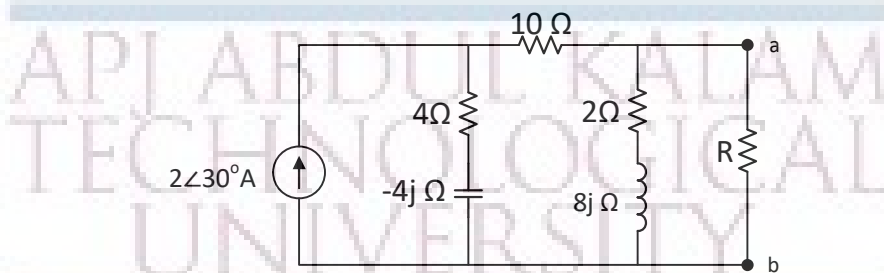 10 Ω
a
APJ ABDUL KALAM
4Ω
2Ω
TECHNOLOGICAL
R
2∠30°A
-4j Ω
8j Ω
UNIVERSITY
b